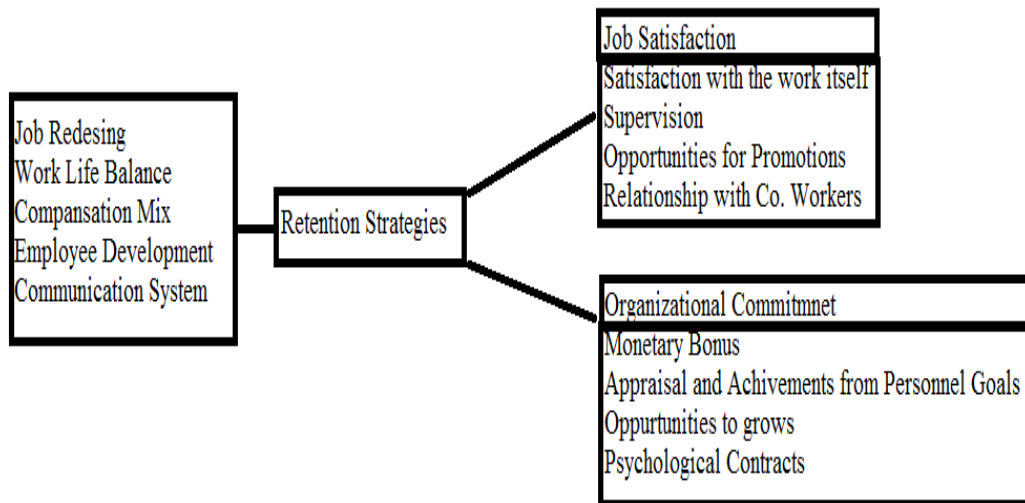 Job Redesing
Work Life Balance
Compansation Mix
Employee Development
Communication System
Retention Strategies
Job Satisfaction
Satisfaction with the work itself
Supervision
Opportunities for Promotions
Relationship with Co. Workers
Organizational Commitmnet
Monetary Bonus
Appraisal and Achivements from Personnel Goals
Oppurtunities to grows
Psychological Contracts